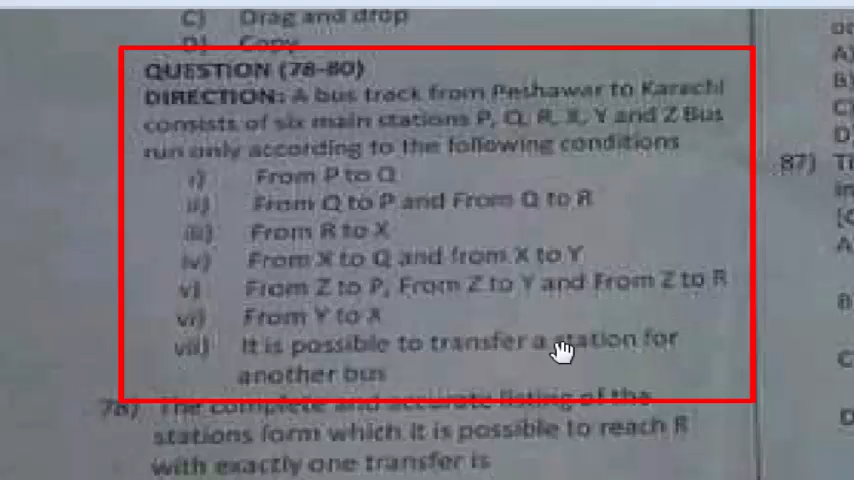 C) Drag and drop
D) Copy
QUESTION (78-80)
DIRECTION: A bus track from Peshawar to Karachi
consists of six main stations P, Q, R, X, Y and Z Bus
run only according to the following conditions
i) From P to Q
ii) From Q to P and From Q to R
iii) From R to X
iv) From X to Q and from X to Y
v) From Z to P, From Z to Y and From Z to R
vi) From Y to X
vii) It is possible to transfer a station for
another bus
78) The complete and accurate listing of the
stations form which it is possible to reach R
with exactly one transfer is
A)
B)
C)
D
87)
A
B
C
D